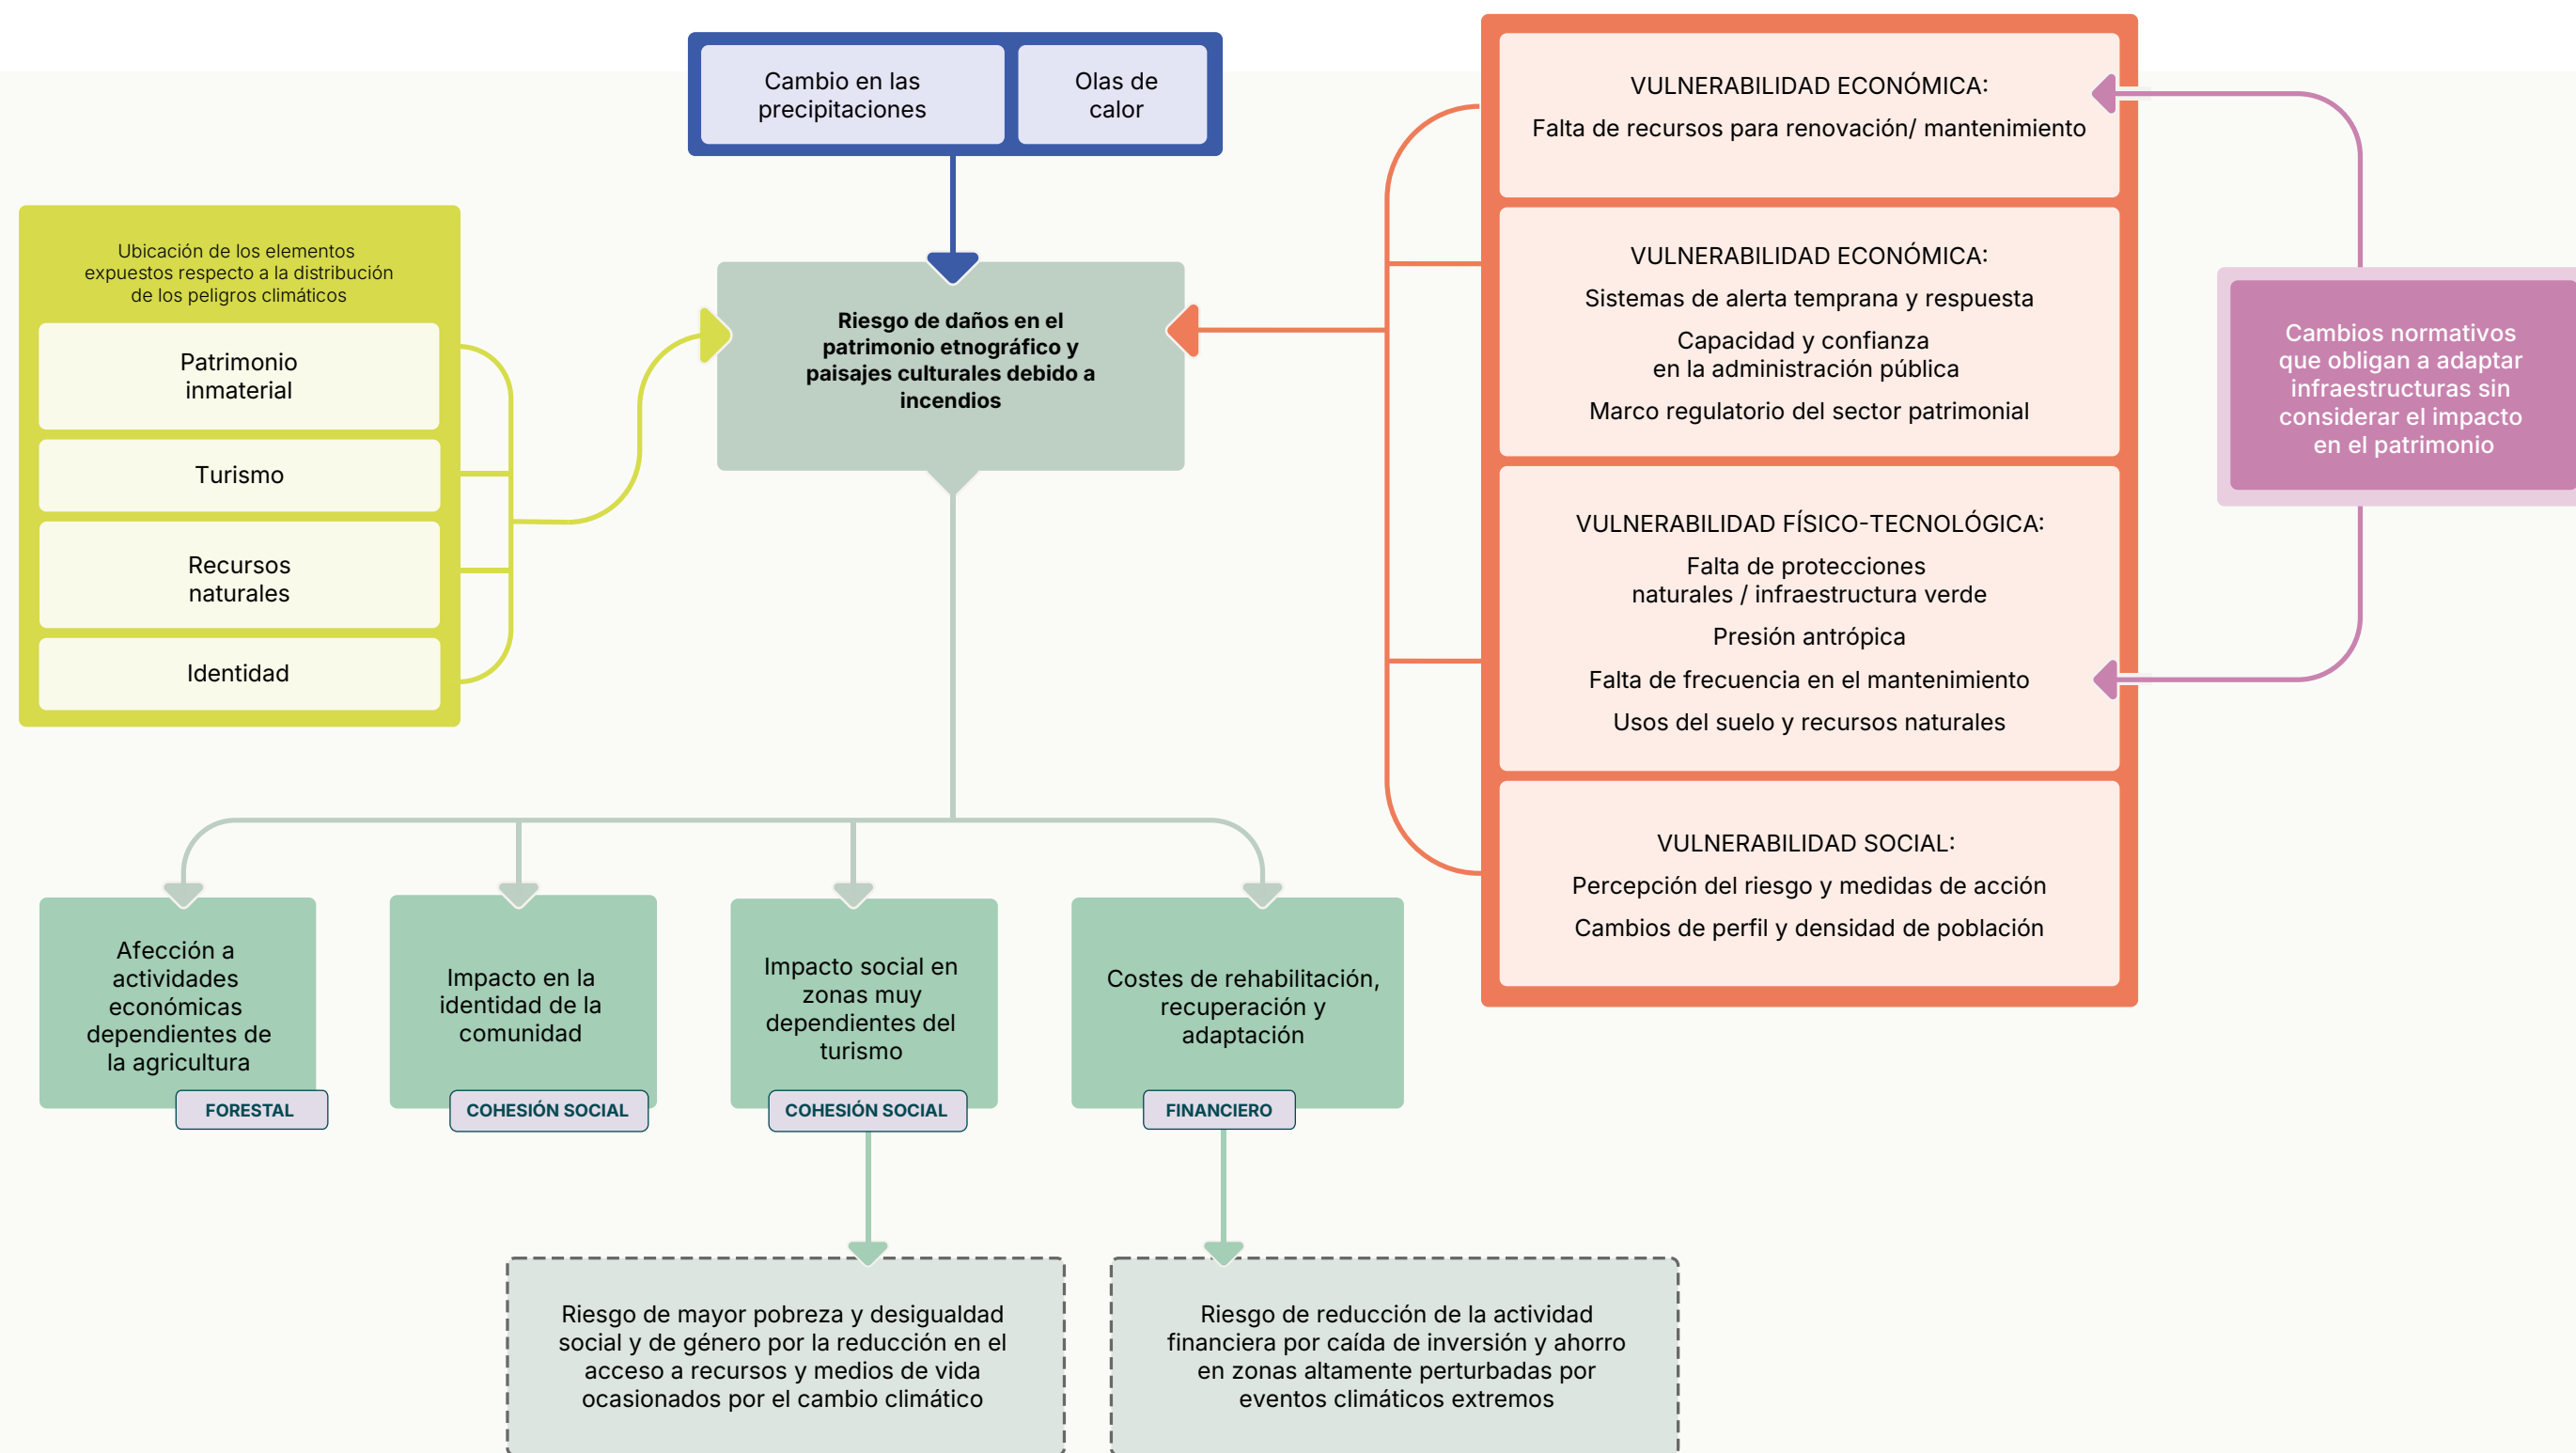 Cambio en las
precipitaciones
Olas de
calor
Ubicación de los elementos
expuestos respecto a la distribución
de los peligros climáticos
Patrimonio
inmaterial
Turismo
Recursos
naturales
Identidad
Riesgo de daños en el
patrimonio etnográfico y
paisajes culturales debido a
incendios
VULNERABILIDAD ECONÓMICA:
Falta de recursos para renovación/ mantenimiento
VULNERABILIDAD ECONÓMICA:
Sistemas de alerta temprana y respuesta
Capacidad y confianza
en la administración pública
Marco regulatorio del sector patrimonial
VULNERABILIDAD FÍSICO-TECNOLÓGICA:
Falta de protecciones
naturales / infraestructura verde
Presión antrópica
Falta de frecuencia en el mantenimiento
Usos del suelo y recursos naturales
VULNERABILIDAD SOCIAL:
Percepción del riesgo y medidas de acción
Cambios de perfil y densidad de población
Cambios normativos
que obligan a adaptar
infraestructuras sin
considerar el impacto
en el patrimonio
Afección a
actividades
económicas
dependientes de
la agricultura
FORESTAL
Impacto en la
identidad de la
comunidad
COHESIÓN SOCIAL
Impacto social en
zonas muy
dependientes del
turismo
COHESIÓN SOCIAL
Costes de rehabilitación,
recuperación y
adaptación
FINANCIERO
Riesgo de mayor pobreza y desigualdad
social y de género por la reducción en el
acceso a recursos y medios de vida
ocasionados por el cambio climático
Riesgo de reducción de la actividad
financiera por caída de inversión y ahorro
en zonas altamente perturbadas por
eventos climáticos extremos